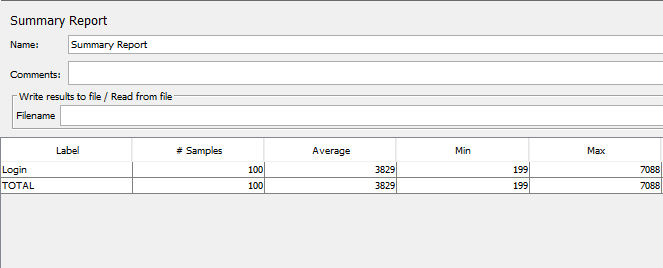 Summary Report
Name: Summary Report
Comments:
Write results to file / Read from file
Filename
Label # Samples Average Min Max
Login 100 3829 199 7088
TOTAL 100 3829 199 7088